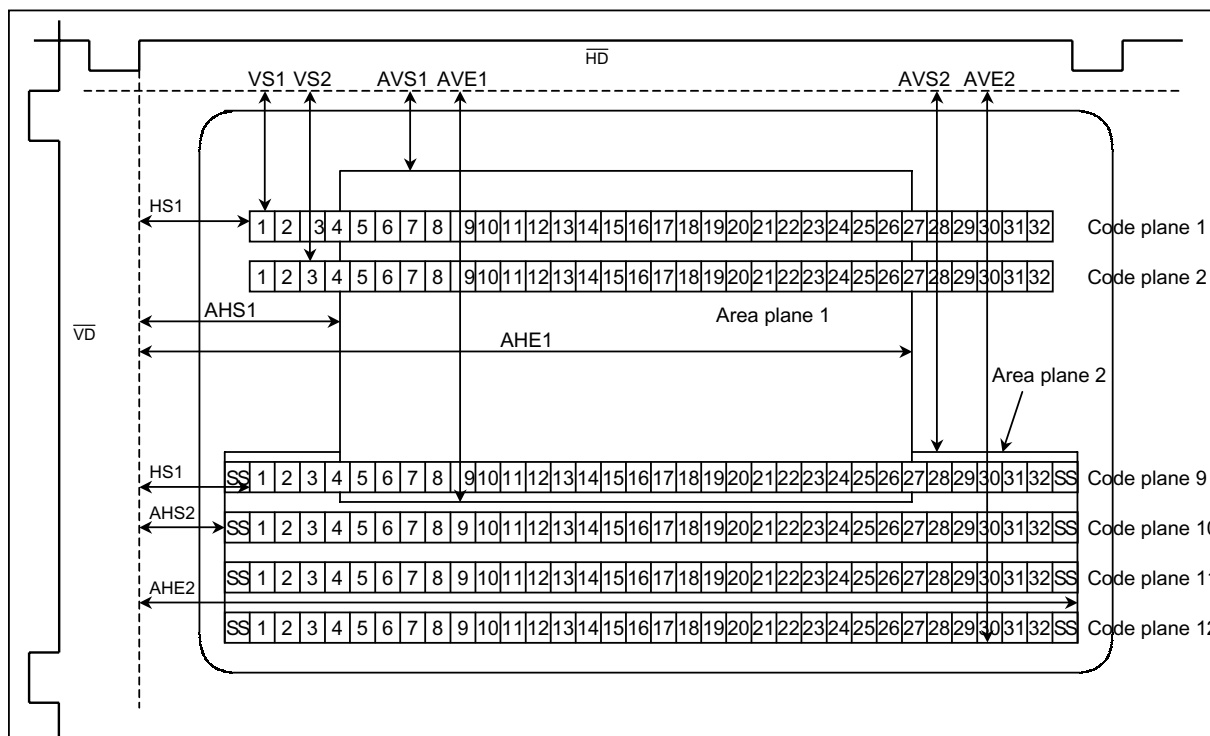 HD
VS1 VS2 AVS1 AVE1 AVS2 AVE2
HS1
1 2 3 4 5 6 7 8 9 10 11 12 13 14 15 16 17 18 19 20 21 22 23 24 25 26 27 28 29 30 31 32 Code plane 1
1 2 3 4 5 6 7 8 9 10 11 12 13 14 15 16 17 18 19 20 21 22 23 24 25 26 27 28 29 30 31 32 Code plane 2
AHS1 Area plane 1
VD
AHE1
Area plane 2
HS1
SS 1 2 3 4 5 6 7 8 9 10 11 12 13 14 15 16 17 18 19 20 21 22 23 24 25 26 27 28 29 30 31 32 SS Code plane 9
AHS2
SS 1 2 3 4 5 6 7 8 9 10 11 12 13 14 15 16 17 18 19 20 21 22 23 24 25 26 27 28 29 30 31 32 SS Code plane 10
SS 1 2 3 4 5 6 7 8 9 10 11 12 13 14 15 16 17 18 19 20 21 22 23 24 25 26 27 28 29 30 31 32 SS Code plane 11
AHE2
SS 1 2 3 4 5 6 7 8 9 10 11 12 13 14 15 16 17 18 19 20 21 22 23 24 25 26 27 28 29 30 31 32 SS Code plane 12